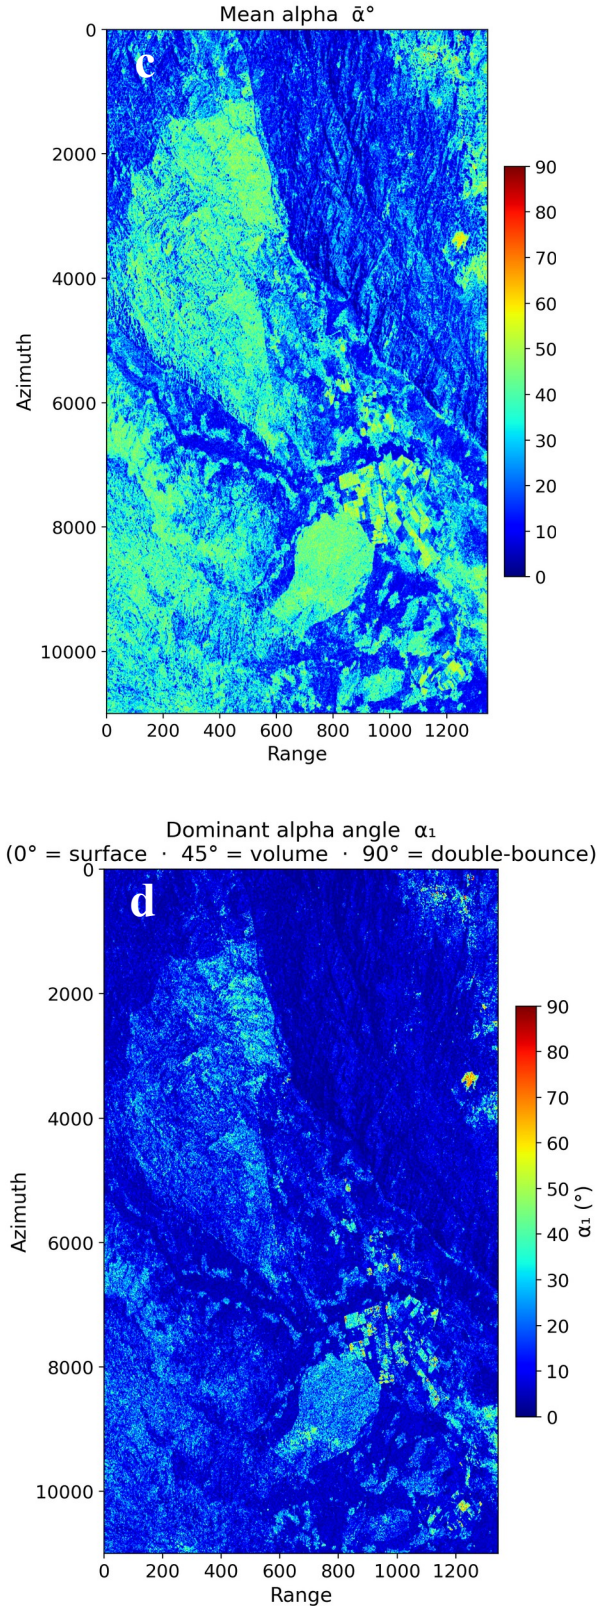 Mean alpha ᾱ°
c
0
2000
4000
6000
8000
10000
Azimuth
0 200 400 600 800 1000 1200
Range
90
80
70
60
50
40
30
20
10
0
Dominant alpha angle α₁
(0° = surface · 45° = volume · 90° = double-bounce)
d
0
2000
4000
6000
8000
10000
Azimuth
0 200 400 600 800 1000 1200
Range
90
80
70
60
50
40
30
20
10
0
α₁ (°)